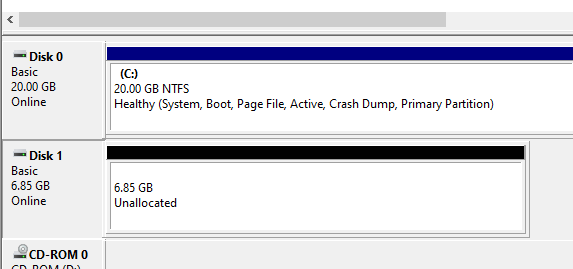 Disk 0
Basic
20.00 GB
Online
(C:)
20.00 GB NTFS
Healthy (System, Boot, Page File, Active, Crash Dump, Primary Partition)
Disk 1
Basic
6.85 GB
Online
6.85 GB
Unallocated
CD-ROM 0
CD-ROM (D:)